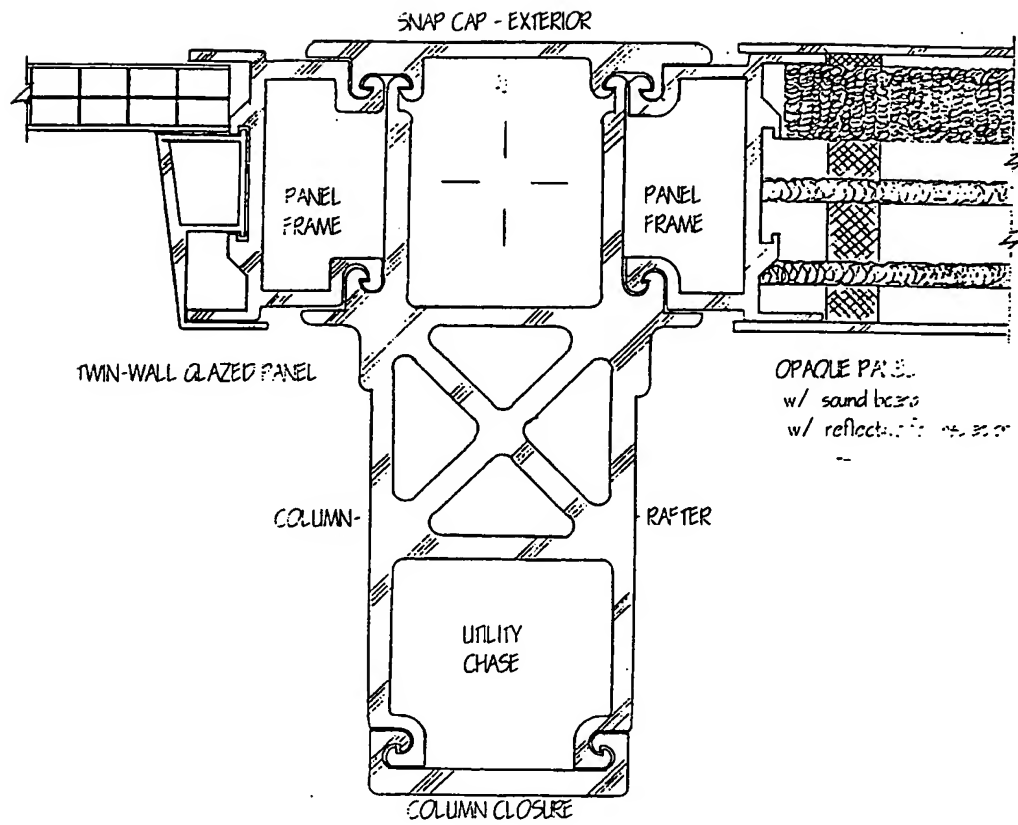 SNAP CAP - EXTERIOR
PANEL
FRAME
PANEL
FRAME
TWIN-WALL GLAZED PANEL
OPAQUE
w/ sound
w/
COLUMN-
- RAFTER
UTILITY
CHASE
COLUMN CLOSURE